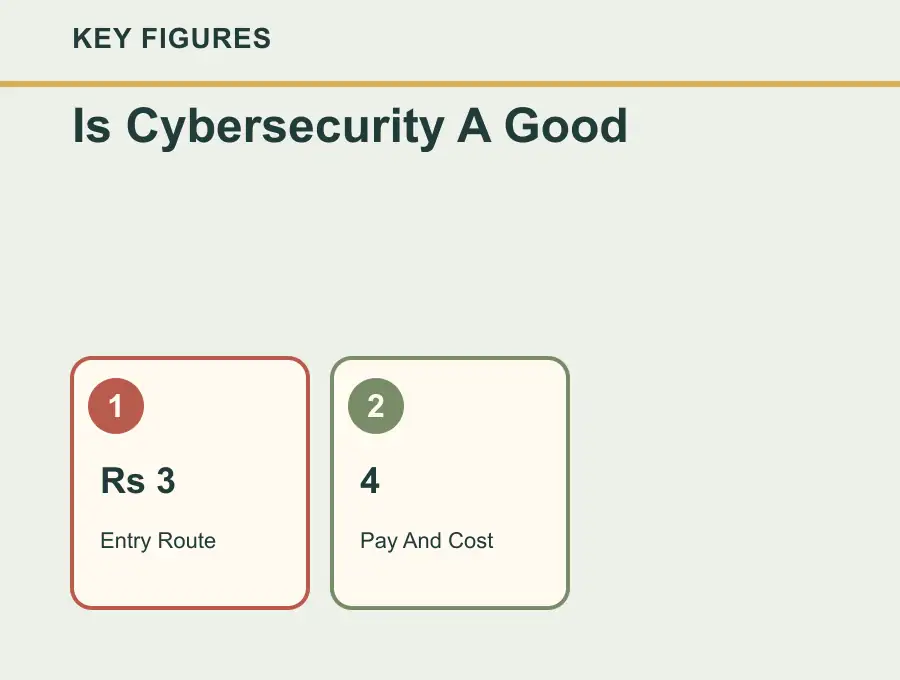 KEY FIGURES
Is Cybersecurity A Good
1
Rs 3
Entry Route
2
4
Pay And Cost